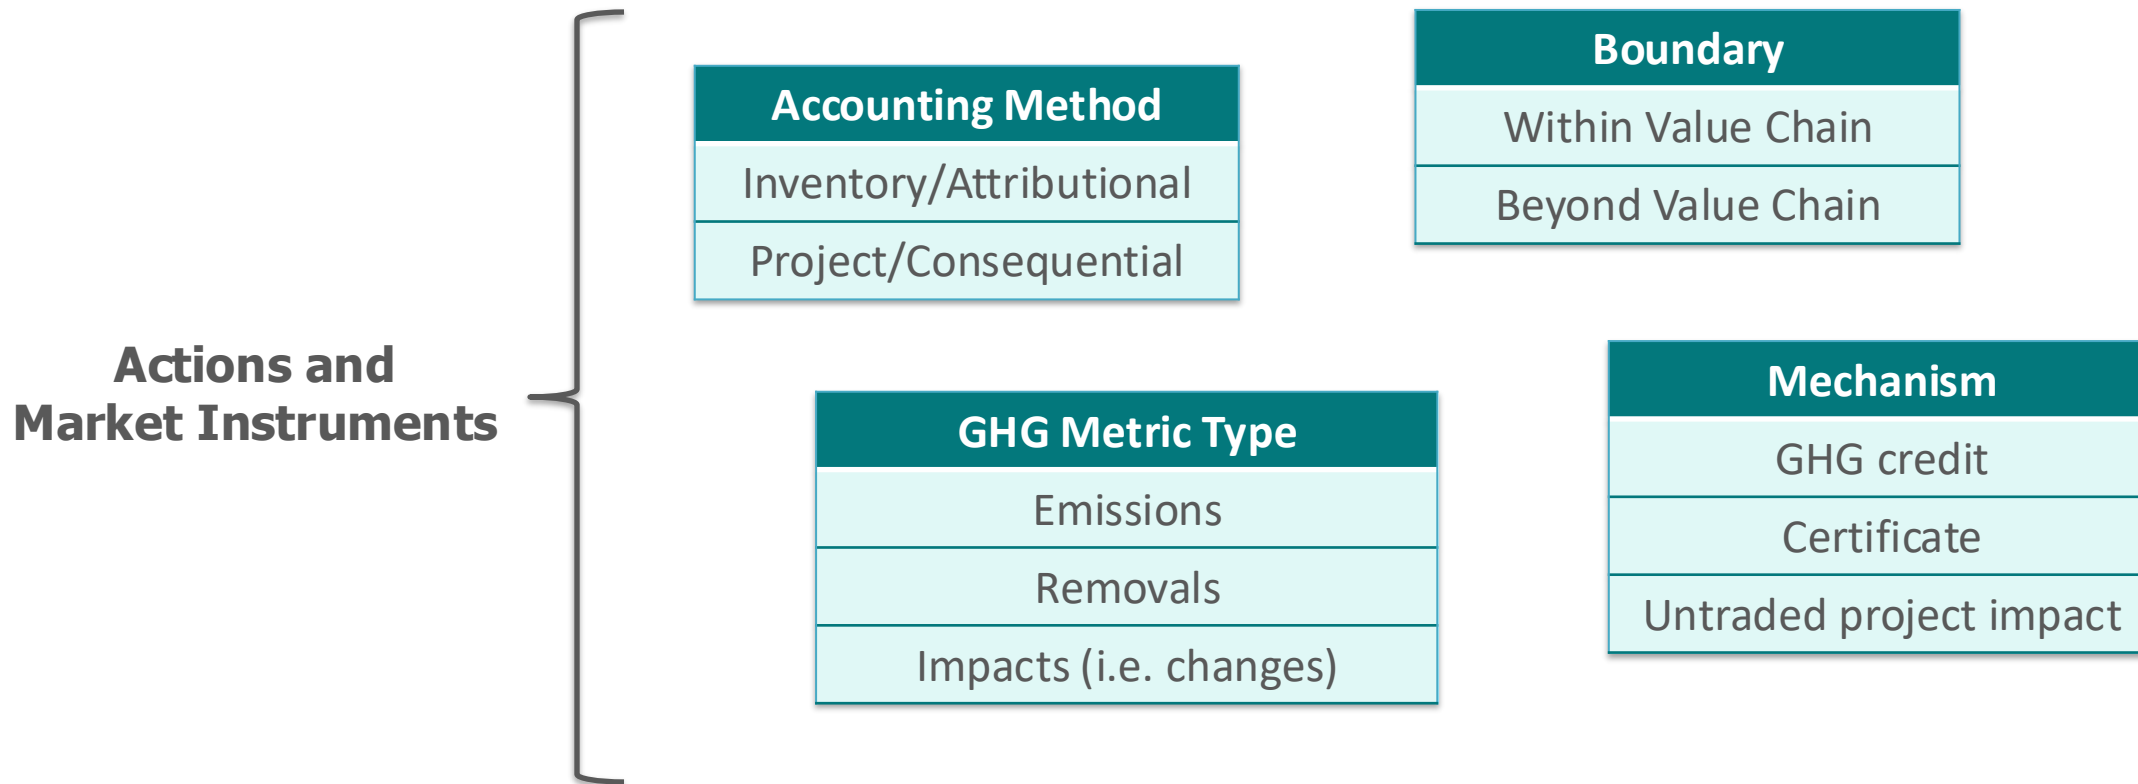 Actions and
Market Instruments
Accounting Method
Inventory/Attributional
Project/Consequential
Boundary
Within Value Chain
Beyond Value Chain
GHG Metric Type
Emissions
Removals
Impacts (i.e. changes)
Mechanism
GHG credit
Certificate
Untraded project impact